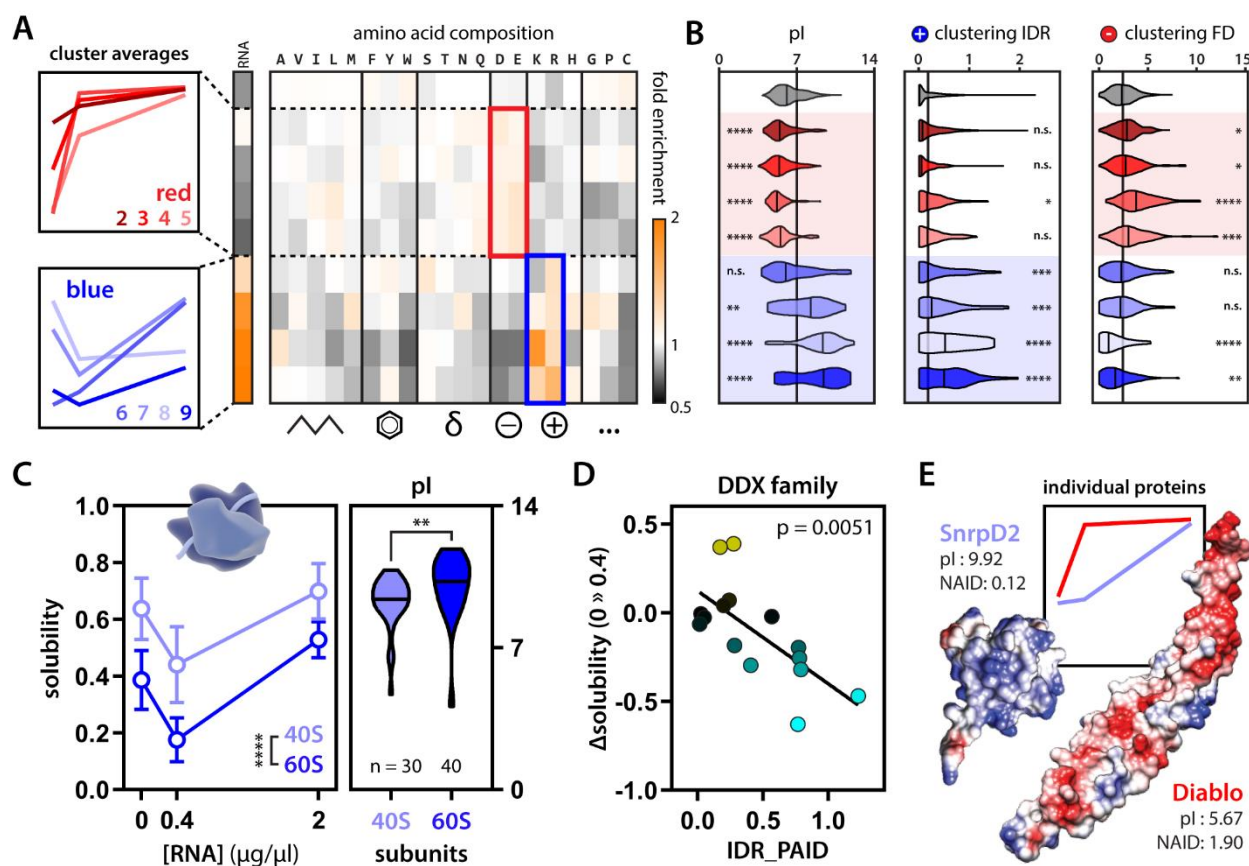 A
cluster averages
red
2 3 4 5
blue
6 7 8 9
RNA
amino acid composition
A V I L M F Y W S T N Q D E K R H G P C
fold enrichment
2
1
0.5
δ
−
+
...
B
pI
0 7 14
+ clustering IDR
0 1 2
- clustering FD
0 5 10 15
**** n.s. *
**** n.s. *
**** * ****
**** n.s. ***
n.s. *** n.s.
** *** n.s.
**** **** ****
**** **** **
C
solubility
1.0
0.8
0.6
0.4
0.2
0.0
0 0.4 2
[RNA] (µg/µl)
****
40S
60S
pI
**
14
7
0
n = 30 40
40S 60S
subunits
D
DDX family
p = 0.0051
Δsolubility (0 » 0.4)
0.5
0.0
-0.5
-1.0
0.0 0.5 1.0
IDR_PAID
E
individual proteins
SnrpD2
pI : 9.92
NAID: 0.12
Diablo
pI : 5.67
NAID: 1.90